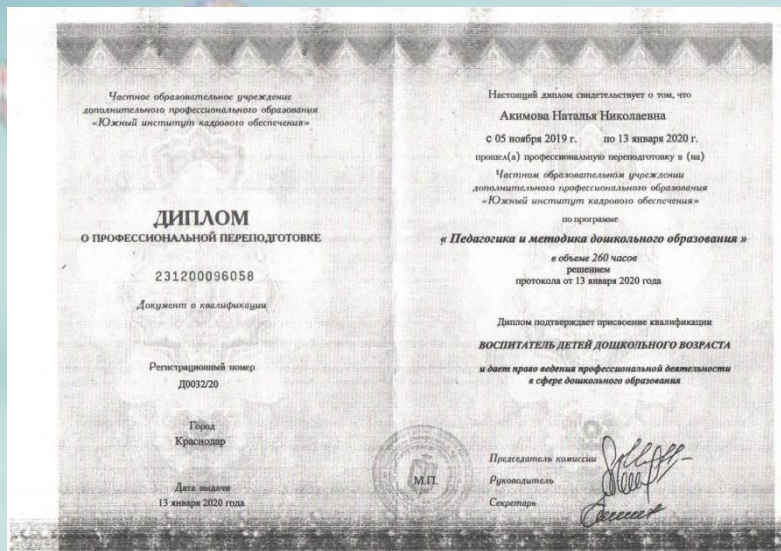 Частное образовательное учреждение
дополнительного профессионального образования
«Южный институт кадрового обеспечения»
ДИПЛОМ
О ПРОФЕССИОНАЛЬНОЙ ПЕРЕПОДГОТОВКЕ
231200096058
Документ о квалификации
Регистрационный номер
Д0032/20
Город
Краснодар
Дата выдачи
13 января 2020 года
Настоящий диплом свидетельствует о том, что
Акимова Наталья Николаевна
с 05 ноября 2019 г. по 13 января 2020 г.
прошел(а) профессиональную переподготовку в (на)
Частном образовательном учреждении
дополнительного профессионального образования
«Южный институт кадрового обеспечения»
по программе
« Педагогика и методика дошкольного образования »
в объеме 260 часов
решением
протокола от 13 января 2020 года
Диплом подтверждает присвоение квалификации
ВОСПИТАТЕЛЬ ДЕТЕЙ ДОШКОЛЬНОГО ВОЗРАСТА
и дает право ведения профессиональной деятельности
в сфере дошкольного образования
Председатель комиссии
М.П.
Руководитель
Секретарь